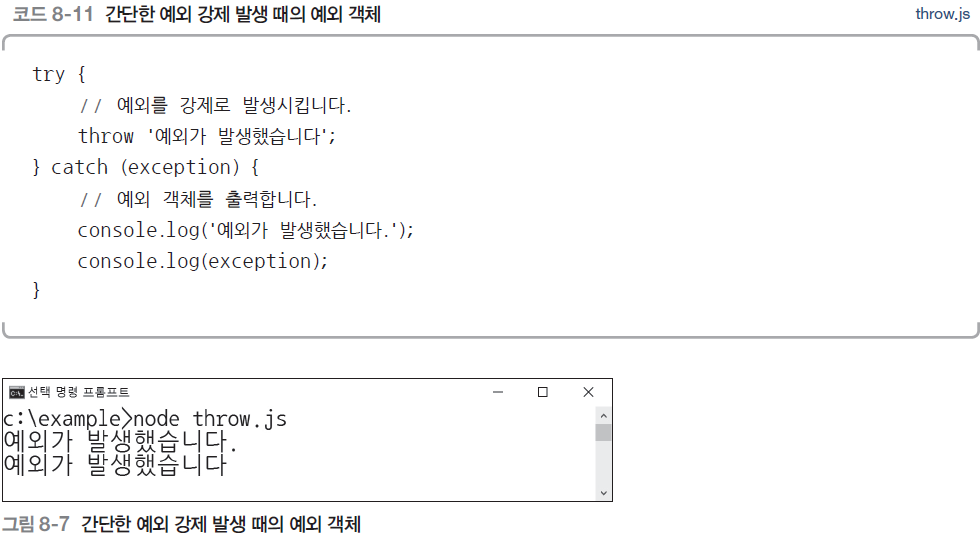 코드 8-11 간단한 예외 강제 발생 때의 예외 객체 throw.js
try {
// 예외를 강제로 발생시킵니다.
throw '예외가 발생했습니다';
} catch (exception) {
// 예외 객체를 출력합니다.
console.log('예외가 발생했습니다.');
console.log(exception);
}
선택 명령 프롬프트
c:\example>node throw.js
예외가 발생했습니다.
예외가 발생했습니다
그림 8-7 간단한 예외 강제 발생 때의 예외 객체